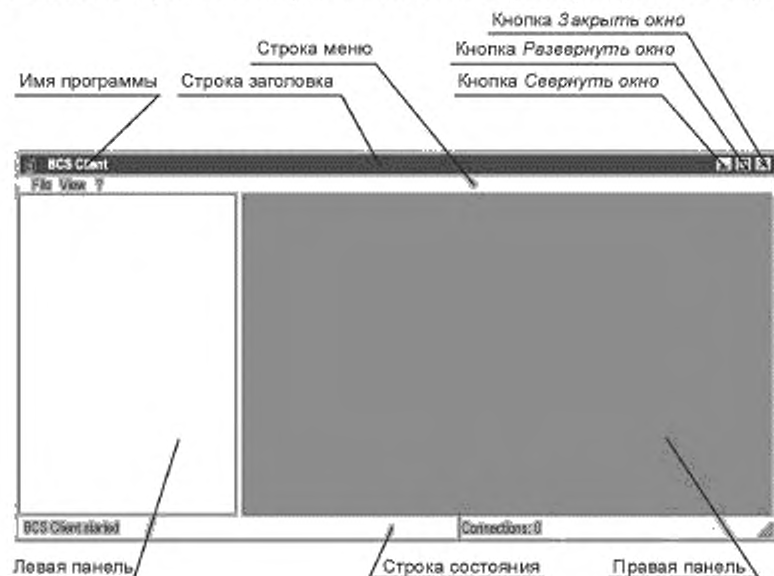 Кнопка Закрыть окно
Строка меню Кнопка Развернуть окно
Имя программы Строка заголовка Кнопка Свернуть окно
BCS Client
File View ?
BCS Client started Connections: 0
Левая панель Строка состояния Правая панель